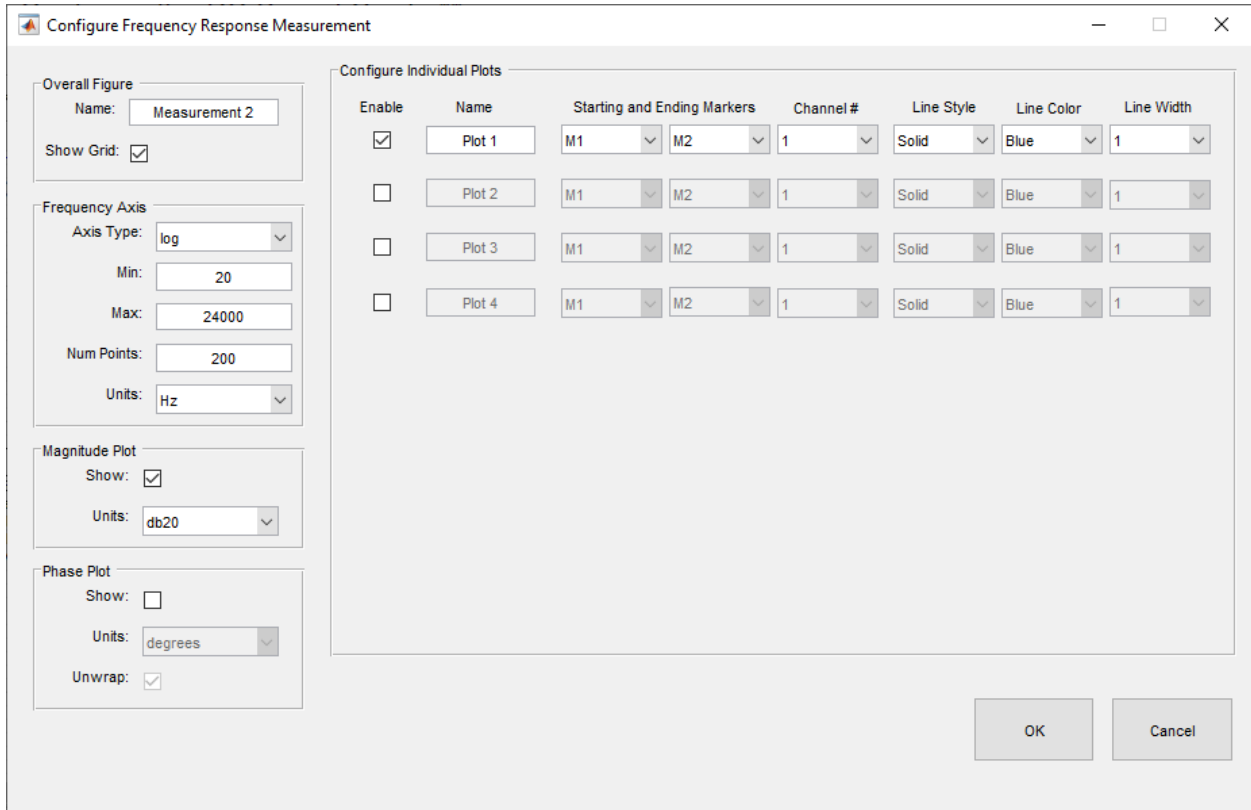 Configure Frequency Response Measurement
Overall Figure
Name: Measurement 2
Show Grid:
Frequency Axis
Axis Type: log
Min: 20
Max: 24000
Num Points: 200
Units: Hz
Magnitude Plot
Show:
Units: db20
Phase Plot
Show:
Units: degrees
Unwrap:
Configure Individual Plots
Enable Name Starting and Ending Markers Channel # Line Style Line Color Line Width
Plot 1 M1 M2 1 Solid Blue 1
Plot 2 M1 M2 1 Solid Blue 1
Plot 3 M1 M2 1 Solid Blue 1
Plot 4 M1 M2 1 Solid Blue 1
OK Cancel